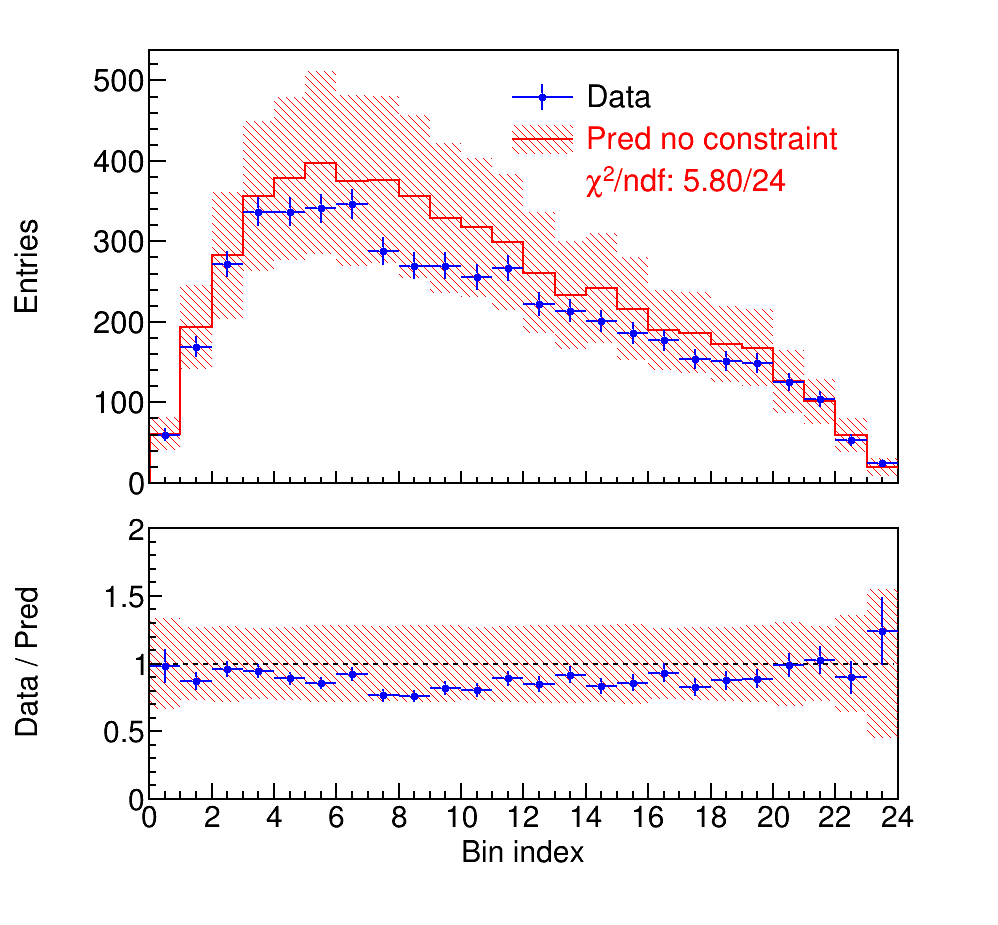 500
400
300
200
100
0
Entries
Data
Pred no constraint
χ²/ndf: 5.80/24
2
1.5
1
0.5
0
Data / Pred
0 2 4 6 8 10 12 14 16 18 20 22 24
Bin index